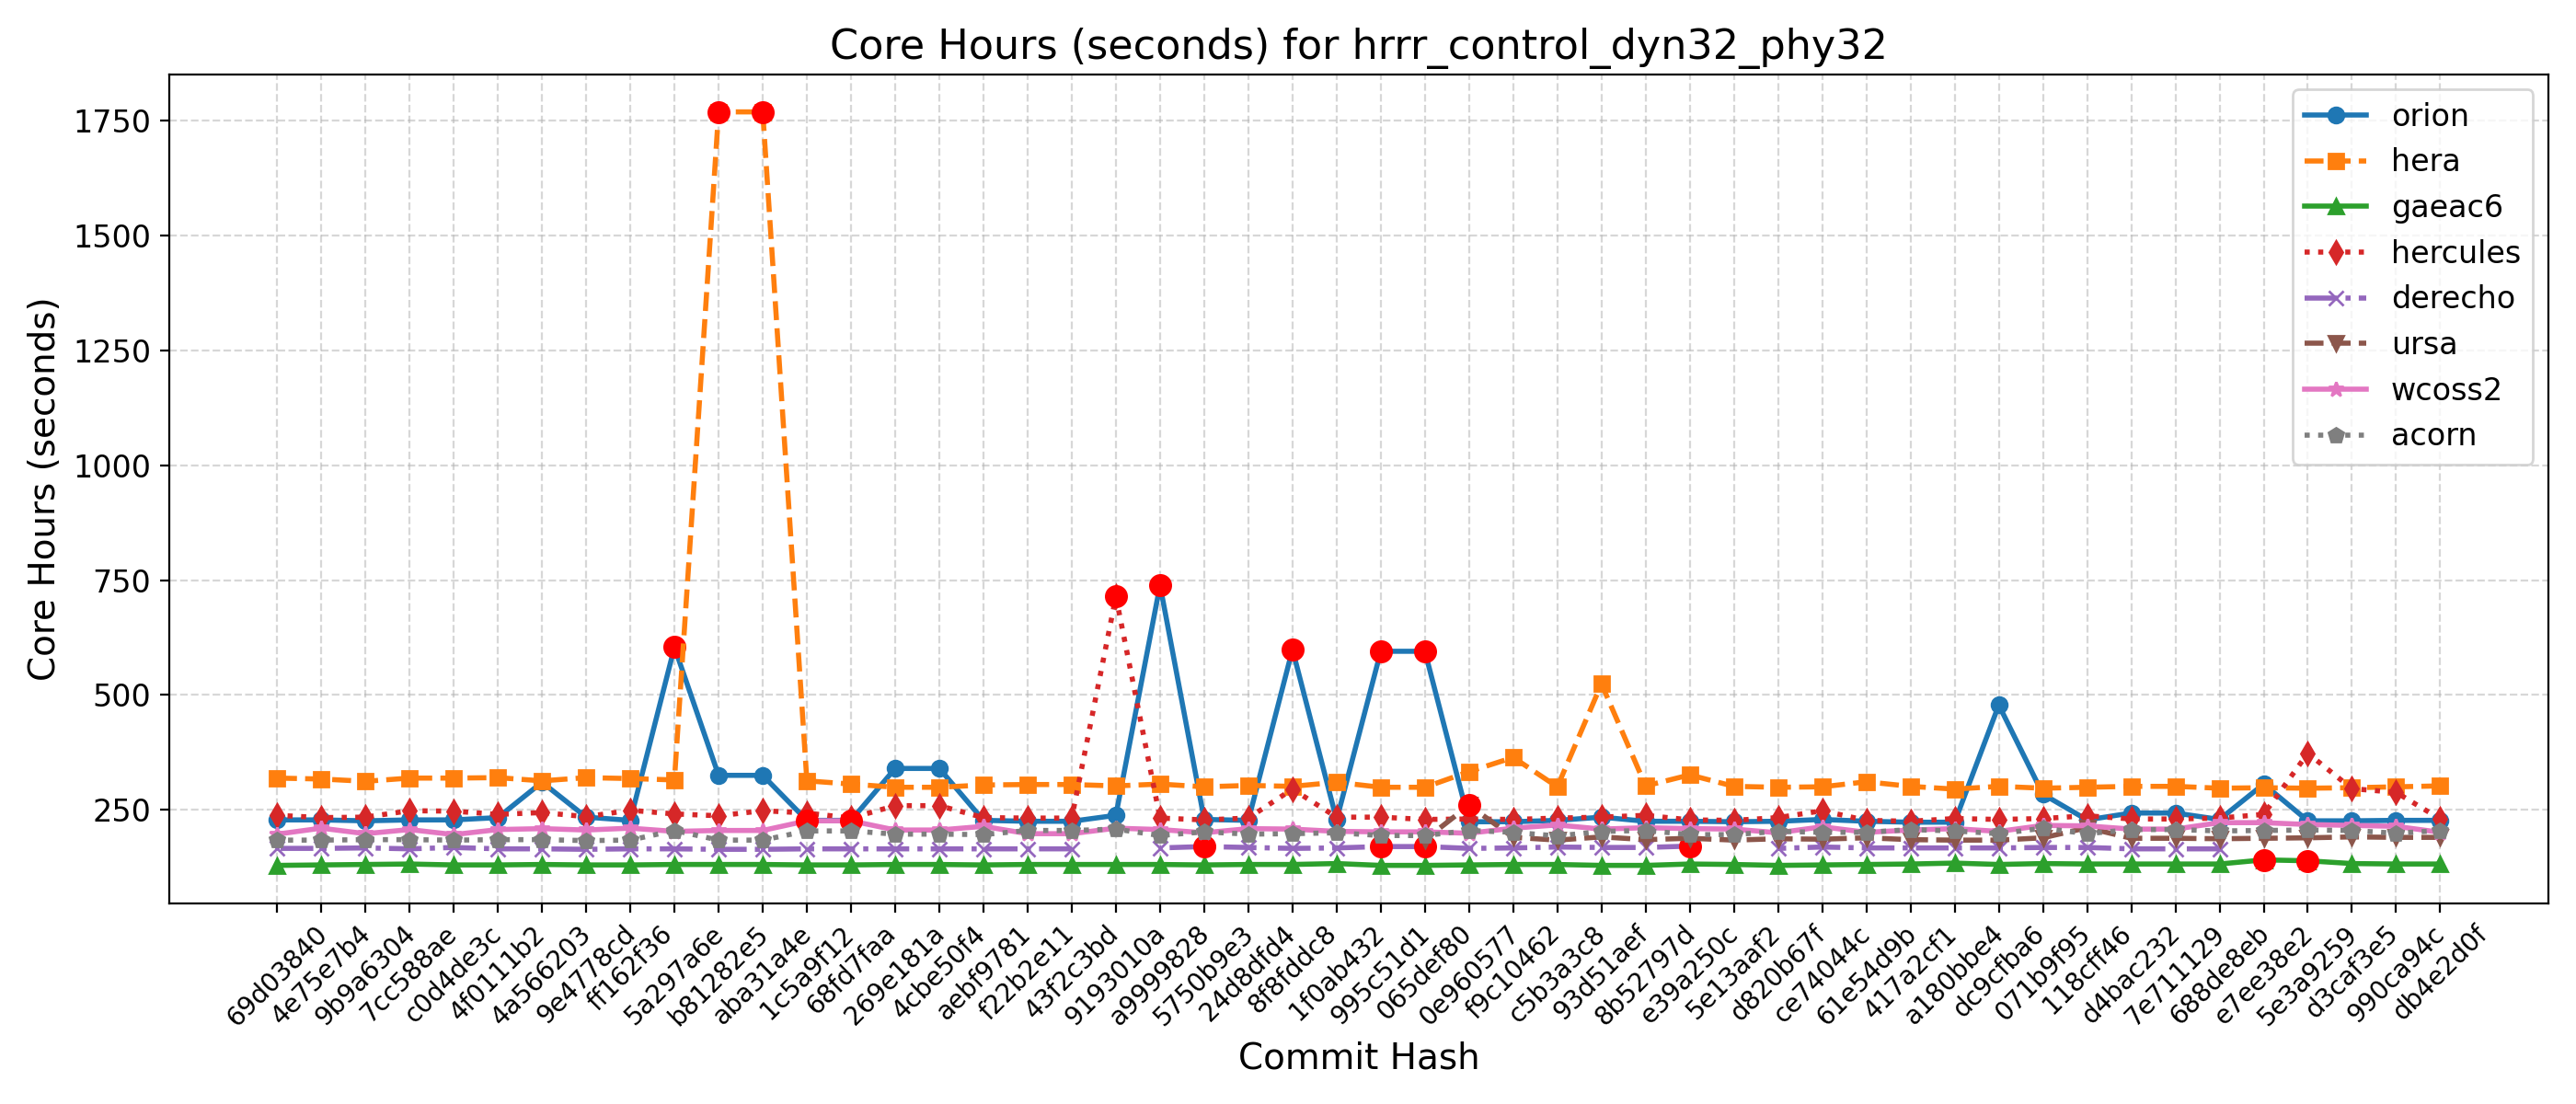 Core Hours (seconds) for hrrr_control_dyn32_phy32
Core Hours (seconds)
1750
1500
1250
1000
750
500
250
orion
hera
gaeac6
hercules
derecho
ursa
wcoss2
acorn
69d03840
4e75e7b4
9b9a6304
7cc588ae
c0d4de3c
4f0111b2
4a566203
9e4778cd
ff162f36
5a297a6e
b81282e5
aba31a4e
1c5a9f12
68fd7faa
269e181a
4cbe50f4
aebf9781
f22b2e11
43f2c3bd
9193010a
a9999828
5750b9e3
24d8dfd4
8f8fddc8
1f0ab432
995c51d1
065def80
0e960577
f9c10462
c5b3a3c8
93d51aef
8b52797d
e39a250c
5e13aaf2
d820b67f
ce74044c
61e54d9b
417a2cf1
a180bbe4
dc9cfba6
071b9f95
118cff46
d4bac232
7e711129
688de8eb
e7ee38e2
5e3a9259
d3caf3e5
990ca94c
db4e2d0f
Commit Hash